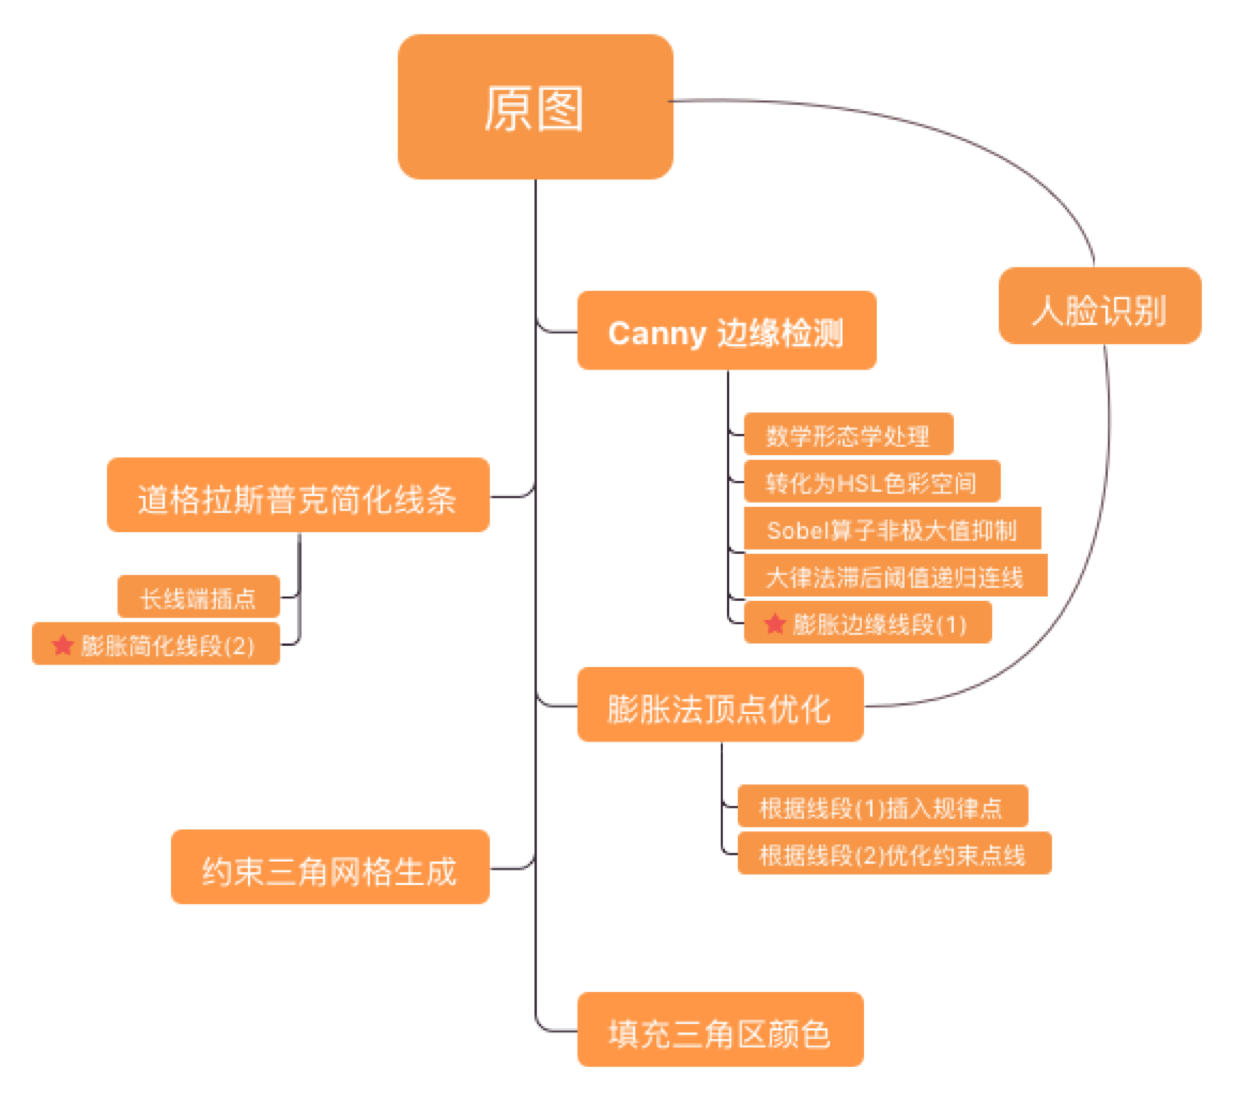 原图
人脸识别
Canny 边缘检测
数学形态学处理
转化为HSL色彩空间
Sobel算子非极大值抑制
大律法滞后阈值递归连线
膨胀边缘线段(1)
道格拉斯普克简化线条
长线端插点
膨胀简化线段(2)
膨胀法顶点优化
根据线段(1)插入规律点
根据线段(2)优化约束点线
约束三角网格生成
填充三角区颜色